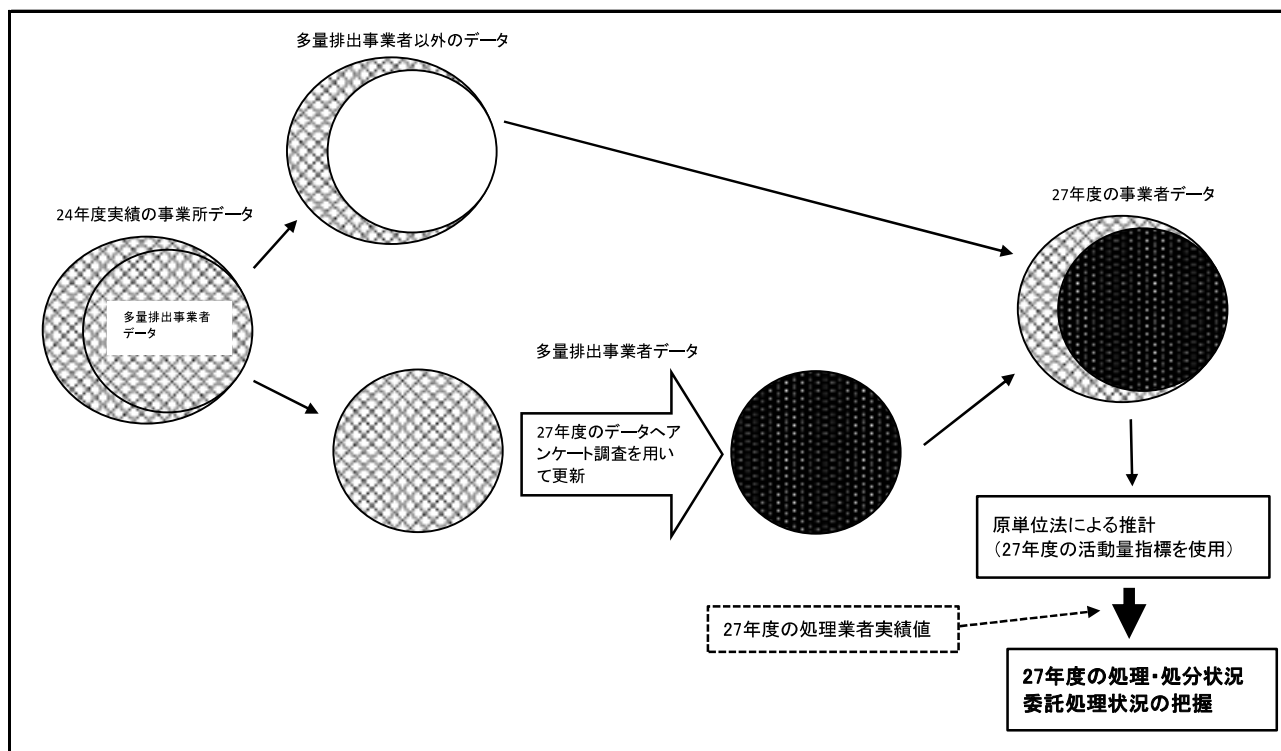 多量排出事業者以外のデータ
24年度実績の事業所データ
多量排出事業者
データ
27年度の事業者データ
多量排出事業者データ
27年度のデータへア
ンケート調査を用い
て更新
原単位法による推計
(27年度の活動量指標を使用)
27年度の処理業者実績値
27年度の処理・処分状況
委託処理状況の把握